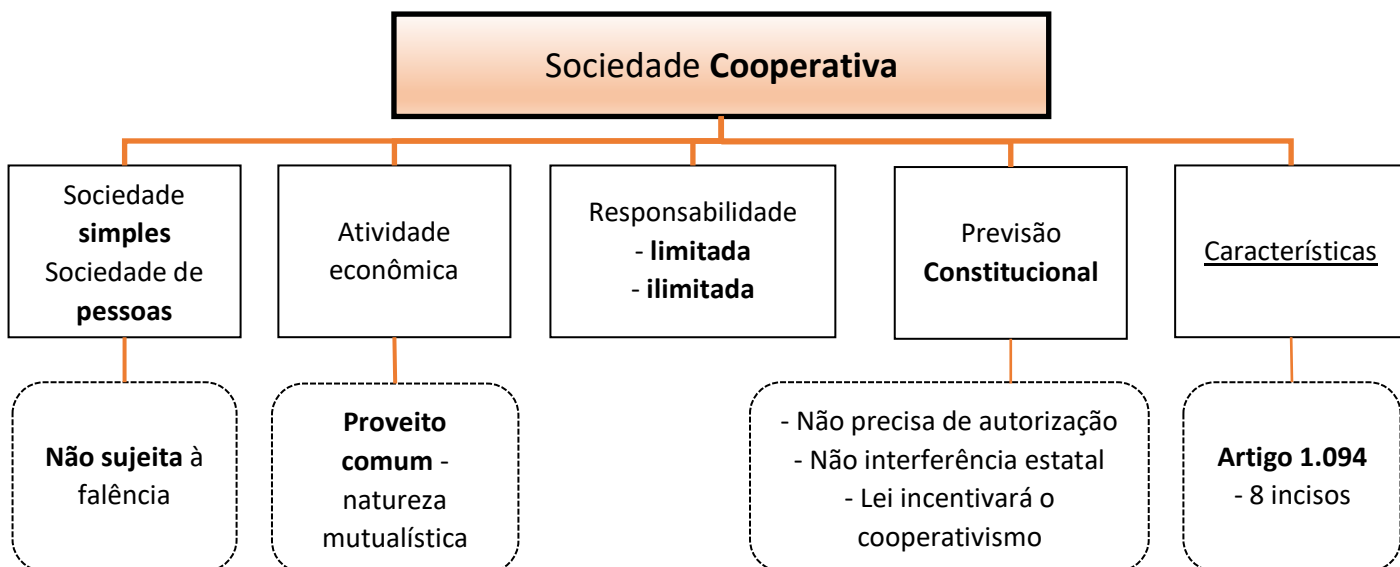 Sociedade Cooperativa
Sociedade
simples
Sociedade de
pessoas
Atividade
econômica
Responsabilidade
- limitada
- ilimitada
Previsão
Constitucional
Características
Não sujeita à
falência
Proveito
comum -
natureza
mutualística
- Não precisa de autorização
- Não interferência estatal
- Lei incentivará o
cooperativismo
Artigo 1.094
- 8 incisos